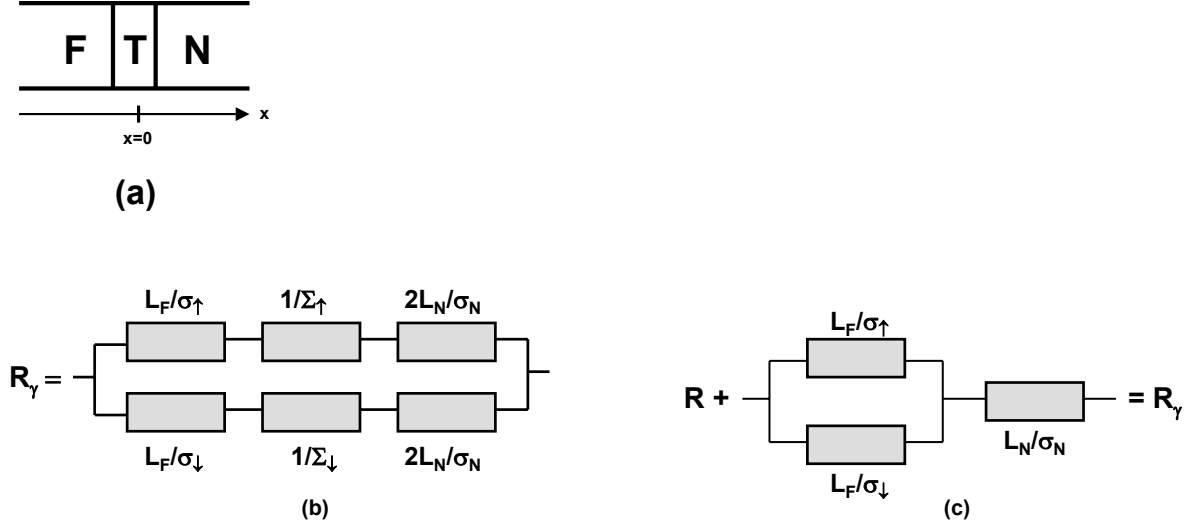 F T N
x
x=0
(a)
L_F/σ↑ 1/Σ↑ 2L_N/σ_N
R_γ =
L_F/σ↓ 1/Σ↓ 2L_N/σ_N
(b)
L_F/σ↑
R + = R_γ
L_N/σ_N
L_F/σ↓
(c)